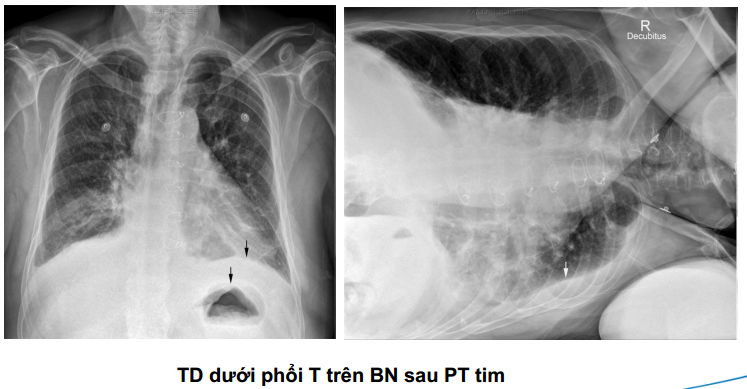 R
Decubitus
TD dưới phổi T trên BN sau PT tim